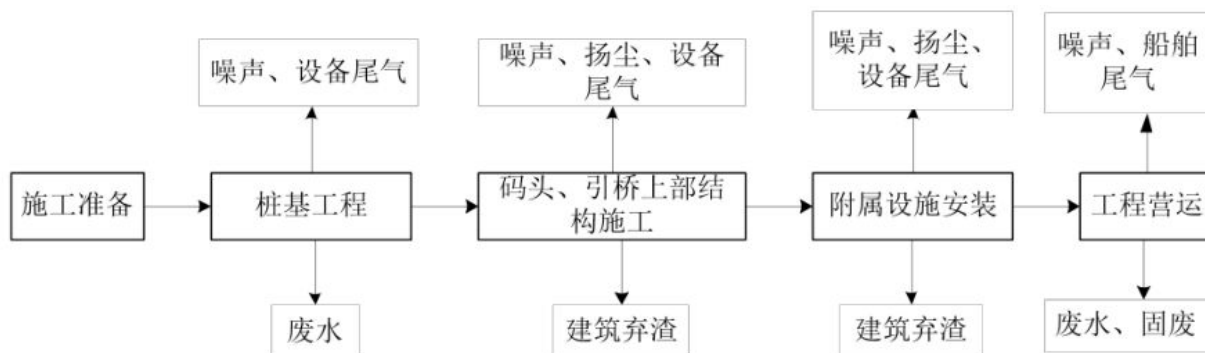 噪声、设备尾气
噪声、扬尘、设备
尾气
噪声、扬尘、
设备尾气
噪声、船舶
尾气
施工准备
桩基工程
码头、引桥上部结
构施工
附属设施安装
工程营运
废水
建筑弃渣
建筑弃渣
废水、固废